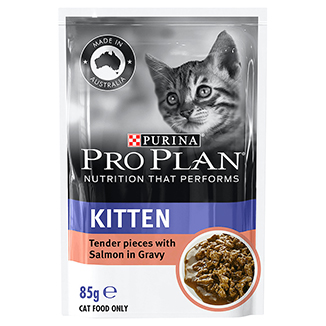 MADE IN
AUSTRALIA
PURINA
PRO PLAN
NUTRITION THAT PERFORMS
KITTEN
Tender pieces with
Salmon in Gravy
85g e
CAT FOOD ONLY